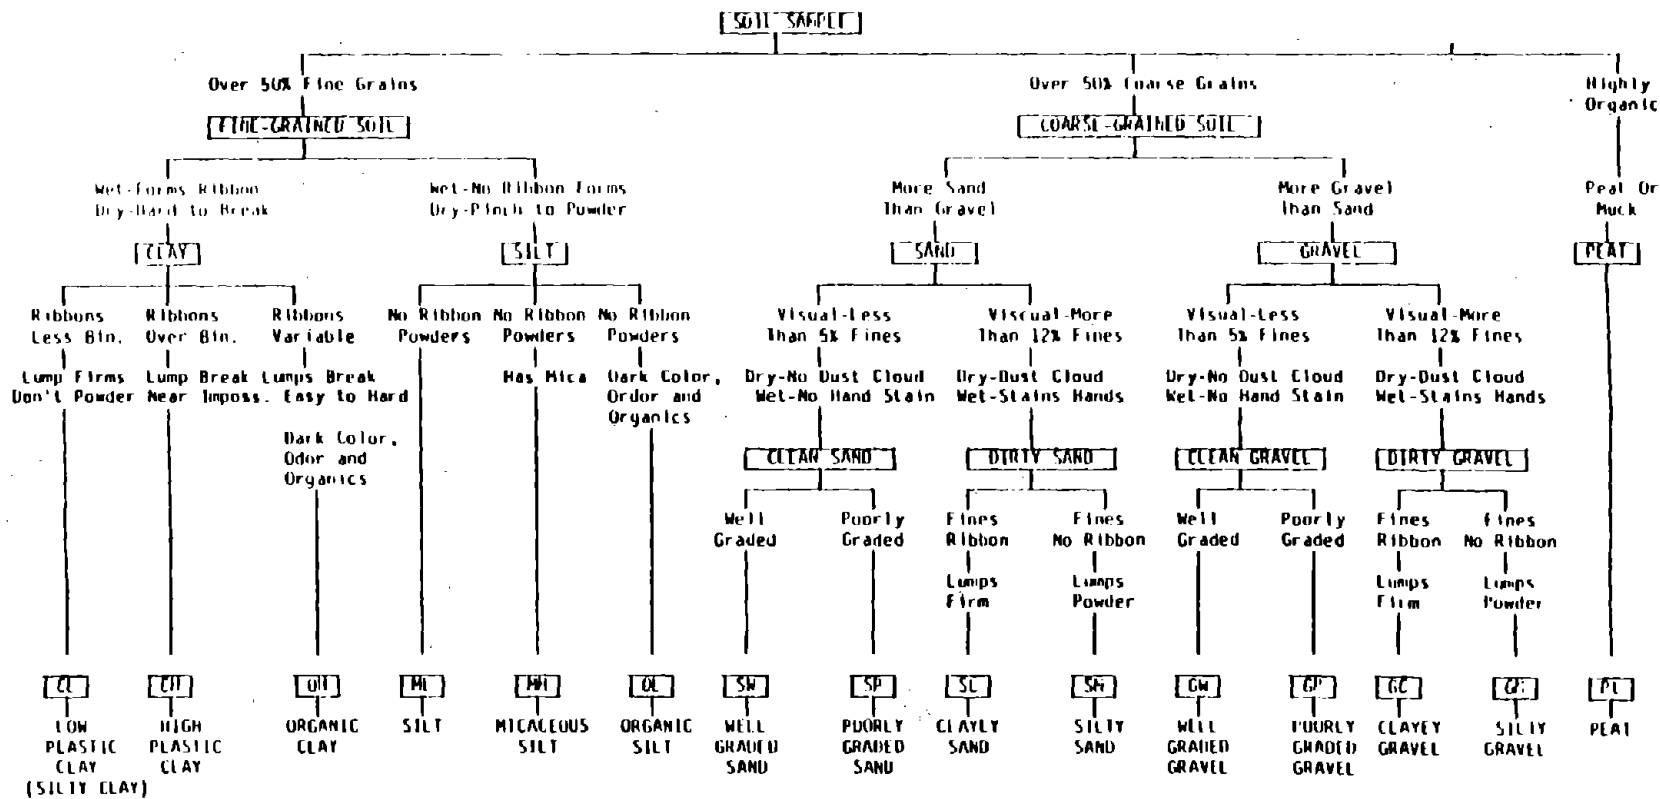 SOIL SAMPLE
Over 50% Fine Grains
Over 50% Coarse Grains
Highly
Organic
FINE-GRAINED SOIL
COARSE-GRAINED SOIL
Wet-Forms Ribbon
Dry-Hard to Break
Wet-No Ribbon Forms
Dry-Pinch to Powder
More Sand
Than Gravel
More Gravel
Than Sand
Peat Or
Muck
CLAY
SILT
SAND
GRAVEL
PEAT
Ribbons
Less 8in.
Ribbons
Over 8in.
Ribbons
Variable
No Ribbon
Powders
No Ribbon
Powders
No Ribbon
Powders
Visual-Less
Than 5% Fines
Viscual-More
Than 12% Fines
Visual-Less
Than 5% Fines
Visual-More
Than 12% Fines
Lump Firms
Don't Powder
Lump Break
Near Imposs.
Lumps Break
Easy to Hard
Has Mica
Dark Color,
Ordor and
Organics
Dry-No Dust Cloud
Wet-No Hand Stain
Dry-Dust Cloud
Wet-Stains Hands
Dry-No Dust Cloud
Wet-No Hand Stain
Dry-Dust Cloud
Wet-Stains Hands
Dark Color,
Odor and
Organics
CLEAN SAND
DIRTY SAND
CLEAN GRAVEL
DIRTY GRAVEL
Well
Graded
Poorly
Graded
Fines
Ribbon
Fines
No Ribbon
Well
Graded
Poorly
Graded
Fines
Ribbon
Fines
No Ribbon
Lumps
Firm
Lumps
Powder
Lumps
Firm
Lumps
Powder
CL
CH
OH
ML
MH
OL
SW
SP
SC
SM
GW
GP
GC
GM
PT
LOW
PLASTIC
CLAY
(SILTY CLAY)
HIGH
PLASTIC
CLAY
ORGANIC
CLAY
SILT
MICACEOUS
SILT
ORGANIC
SILT
WELL
GRADED
SAND
POORLY
GRADED
SAND
CLAYLY
SAND
SILTY
SAND
WELL
GRADED
GRAVEL
POORLY
GRADED
GRAVEL
CLAYEY
GRAVEL
SILTY
GRAVEL
PEAT